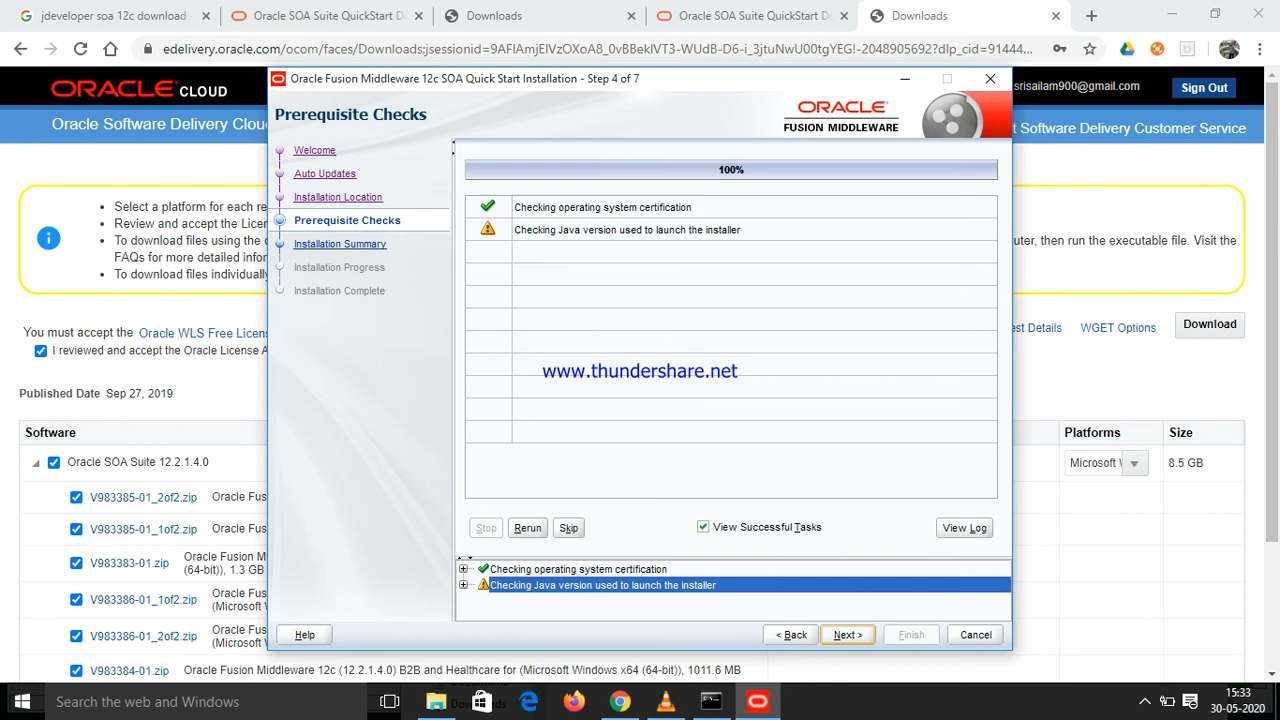 jdeveloper soa 12c download -
Oracle SOA Suite QuickStart D
Downloads
Oracle SOA Suite QuickStart D
Downloads
edelivery.oracle.com/ocom/faces/Downloads;jsessionid=
ORACLE CLOUD
srisailam900@gmail.com
Sign Out
Oracle Software Delivery Clou
t Software Delivery Customer Service
Oracle Fusion Middleware 12c SOA Quick Start Installation - Step 4 of 7
Prerequisite Checks
ORACLE
FUSION MIDDLEWARE
Welcome
Auto Updates
Installation Location
Prerequisite Checks
Installation Summary
Installation Progress
Installation Complete
100%
Checking operating system certification
Checking Java version used to launch the installer
www.thundershare.net
Stop
Rerun
Skip
View Successful Tasks
View Log
Checking operating system certification
Checking Java version used to launch the installer
Help
< Back
Next >
Finish
Cancel
Select a platform for each re
Review and accept the Licen
To download files using the
uter, then run the executable file. Visit the
FAQs for more detailed infor
To download files individually
You must accept the Oracle WLS Free Licens
est Details
WGET Options
Download
I reviewed and accept the Oracle License A
Published Date Sep 27, 2019
Software
Platforms
Size
Oracle SOA Suite 12.2.1.4.0
Microsoft
8.5 GB
V983385-01_2of2.zip Oracle Fus
V983385-01_1of2.zip Oracle Fus
V983383-01.zip Oracle Fusion M
(64-bit)), 1.3 GB
V983386-01_1of2.zip Oracle Fusion M
(Microsoft W
V983386-01_2of2.zip Oracle Fusion M
(Microsoft W
V983384-01.zip Oracle Fusion Middleware 12c (12.2.1.4.0) B2B and Healthcare for (Microsoft Windows x64 (64-bit)), 1011.6 MB
Search the web and Windows
Downloads
15:33
30-05-2020